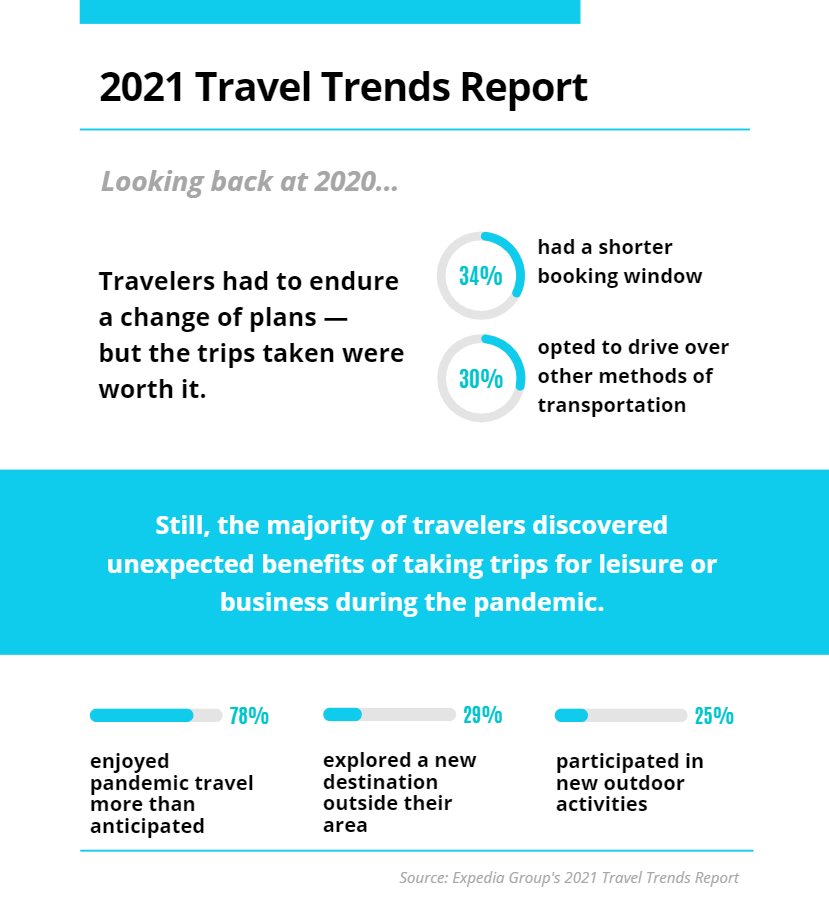 2021 Travel Trends Report
Looking back at 2020...
Travelers had to endure
a change of plans —
but the trips taken were
worth it.
34%
had a shorter
booking window
30%
opted to drive over
other methods of
transportation
Still, the majority of travelers discovered
unexpected benefits of taking trips for leisure or
business during the pandemic.
78%
enjoyed
pandemic travel
more than
anticipated
29%
explored a new
destination
outside their
area
25%
participated in
new outdoor
activities
Source: Expedia Group's 2021 Travel Trends Report